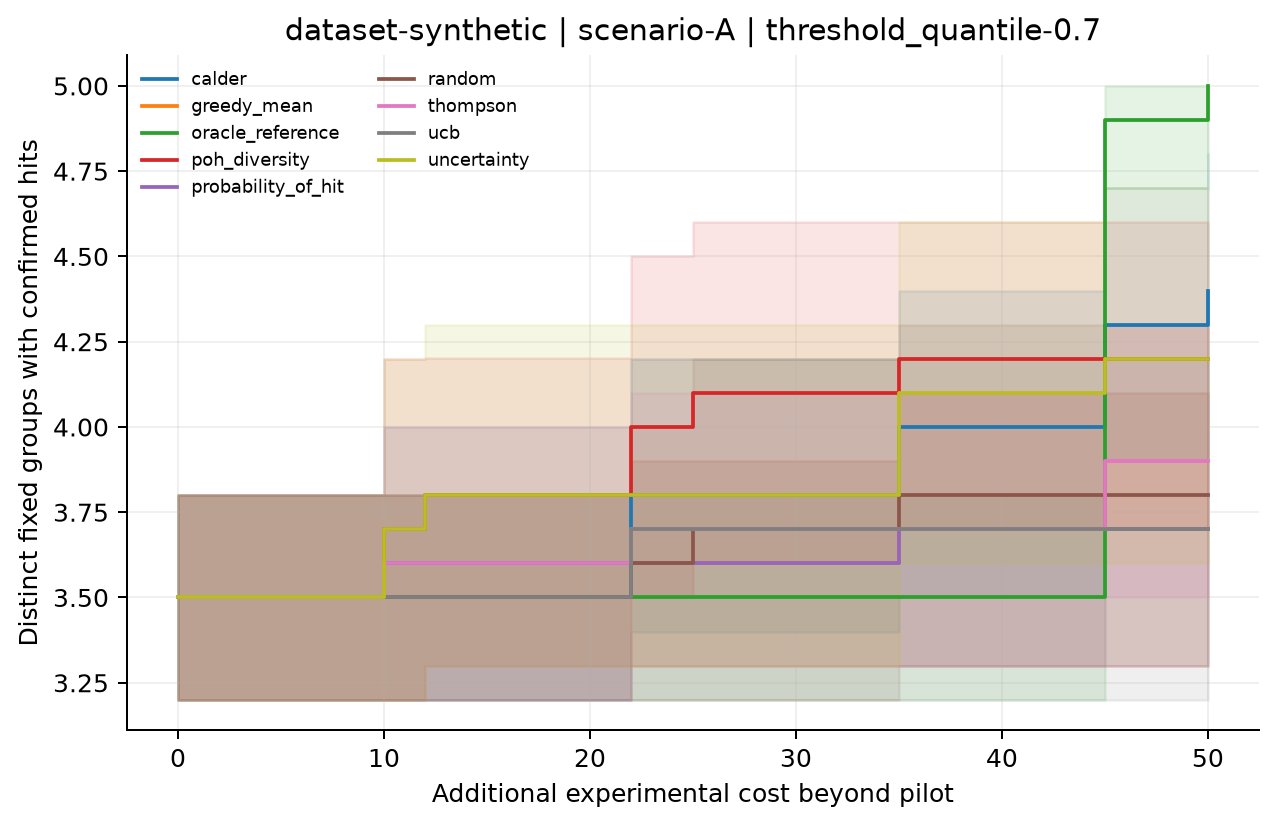 dataset-synthetic | scenario-A | threshold_quantile-0.7
calder
greedy_mean
oracle_reference
poh_diversity
probability_of_hit
random
thompson
ucb
uncertainty
Distinct fixed groups with confirmed hits
5.00
4.75
4.50
4.25
4.00
3.75
3.50
3.25
0 10 20 30 40 50
Additional experimental cost beyond pilot